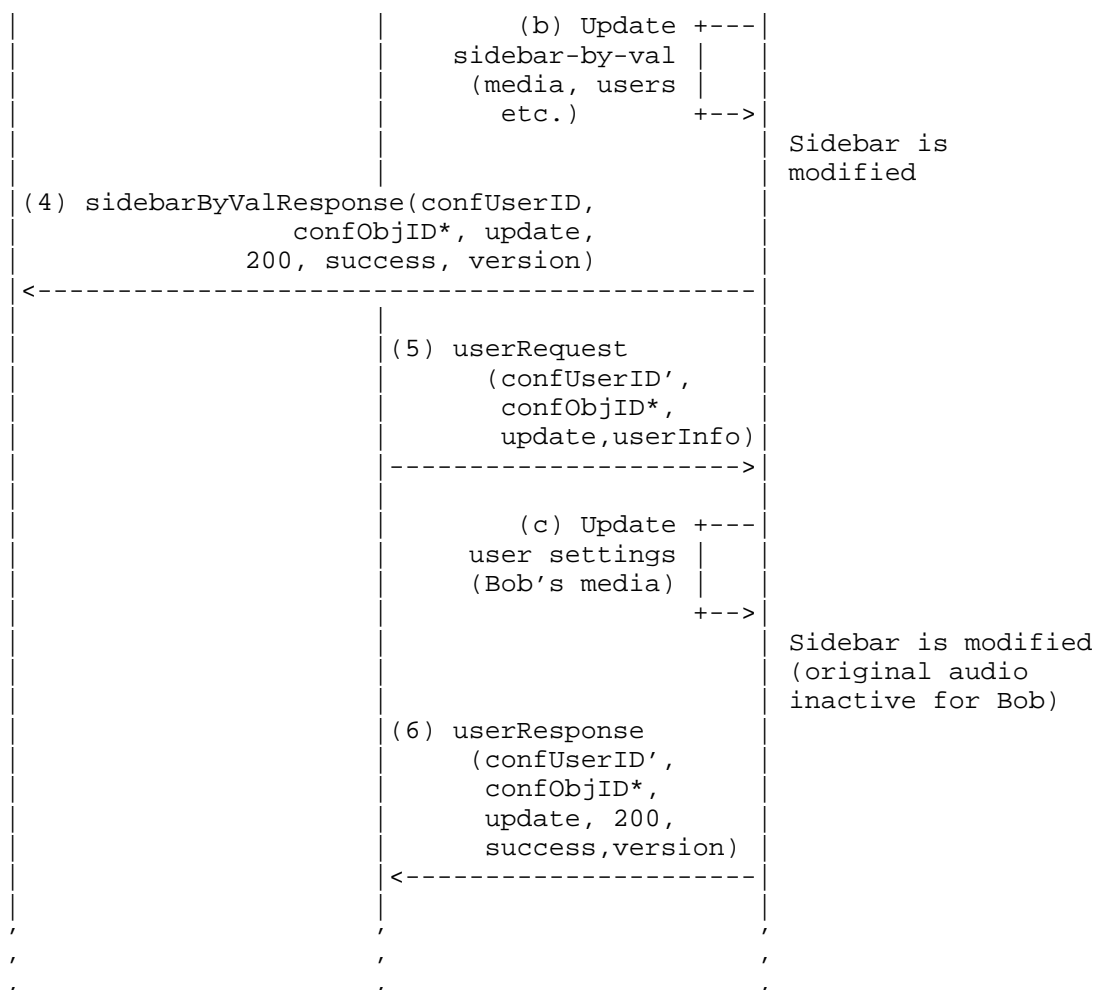 (b) Update +---
sidebar-by-val |
(media, users |
etc.) +-->
Sidebar is
modified
(4) sidebarByValResponse(confUserID,
confObjID*, update,
200, success, version)
<---------------------------------------------
(5) userRequest
(confUserID',
confObjID*,
update,userInfo)
---------------------->
(c) Update +---
user settings |
(Bob's media) |
+-->
Sidebar is modified
(original audio
inactive for Bob)
(6) userResponse
(confUserID',
confObjID*,
update, 200,
success,version)
<----------------------
' ' '
' ' '
' ' '